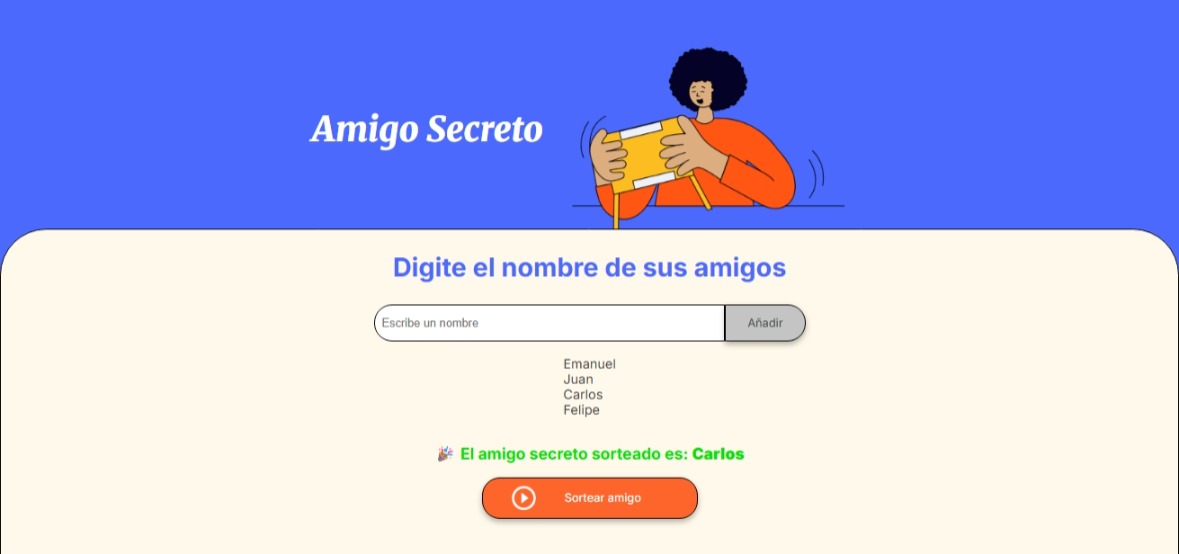 Amigo Secreto
Digite el nombre de sus amigos
Escribe un nombre
Añadir
Emanuel
Juan
Carlos
Felipe
🎉 El amigo secreto sorteado es: Carlos
Sortear amigo